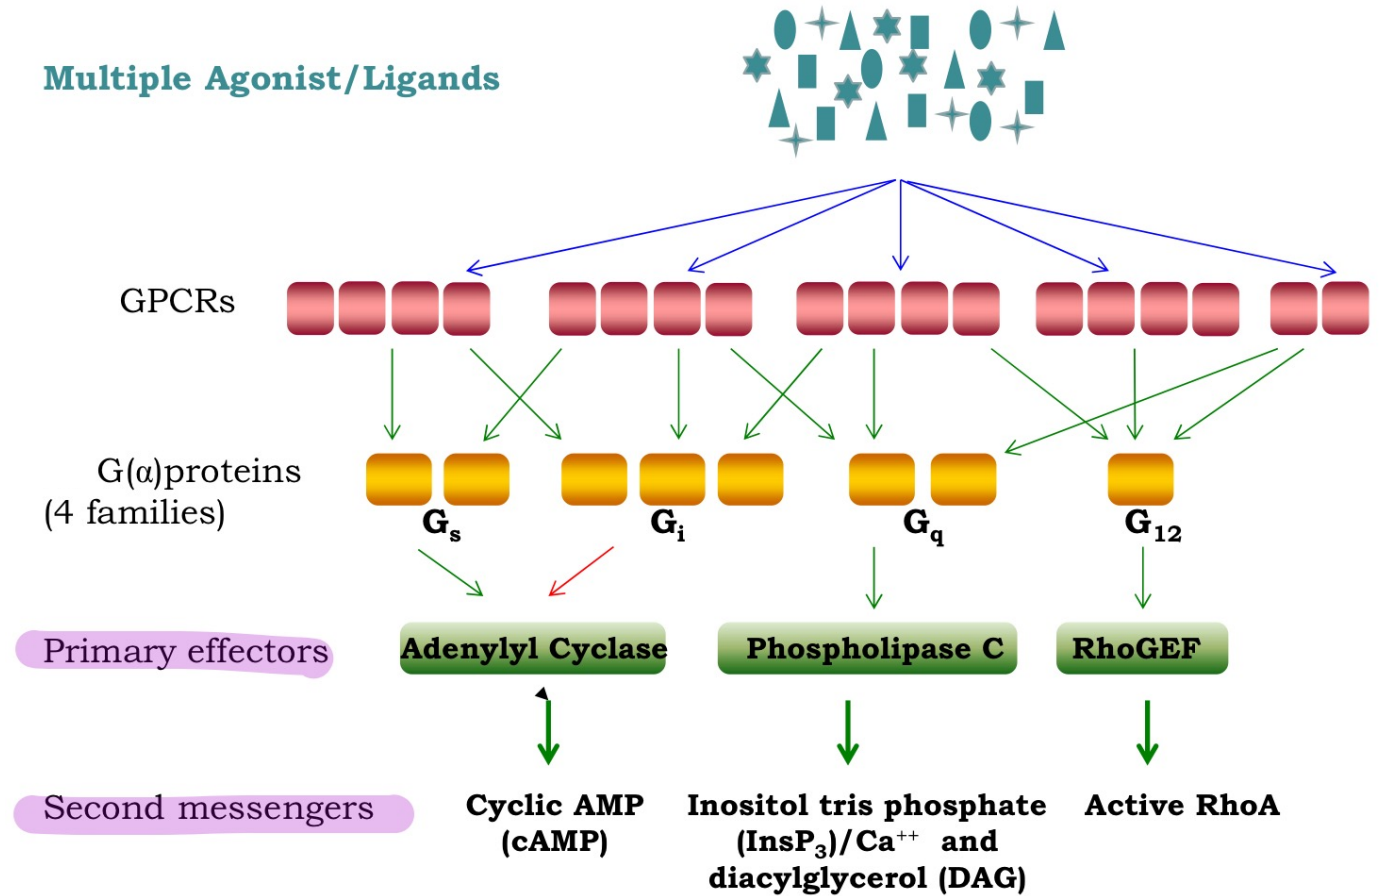 Multiple Agonist/Ligands
GPCRs
G(α)proteins
(4 families)
Gs
Gi
Gq
G12
Primary effectors
Adenylyl Cyclase
Phospholipase C
RhoGEF
Second messengers
Cyclic AMP
(cAMP)
Inositol tris phosphate
(InsP3)/Ca++ and
diacylglycerol (DAG)
Active RhoA